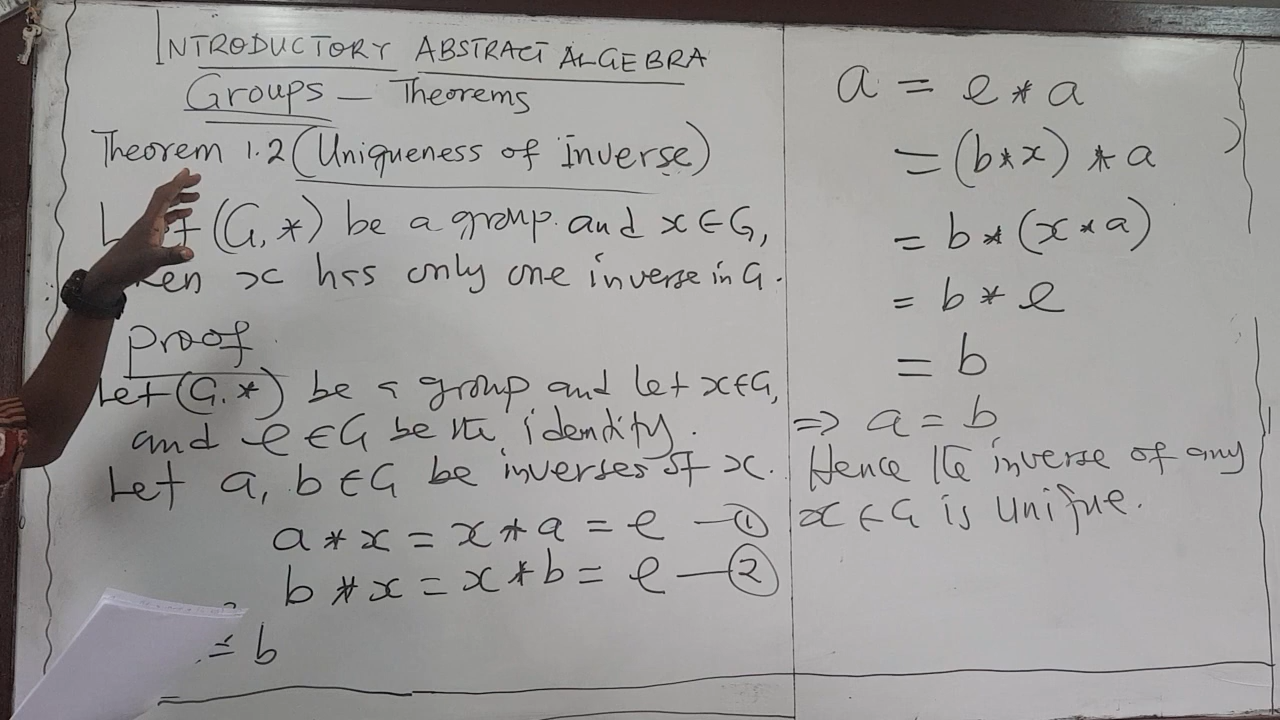 INTRODUCTORY ABSTRACT ALGEBRA
Groups — Theorems
Theorem 1.2 (Uniqueness of inverse)
(G, *) be a group and x ∈ G,
x has only one inverse in G.
Proof
Let (G, *) be a group and let x ∈ G,
and e ∈ G be the identity.
Let a, b ∈ G be inverses of x.
a * x = x * a = e — ①
b * x = x * b = e — ②
= b
a = e * a
= (b * x) * a
= b * (x * a)
= b * e
= b
⇒ a = b
Hence the inverse of any
x ∈ G is unique.